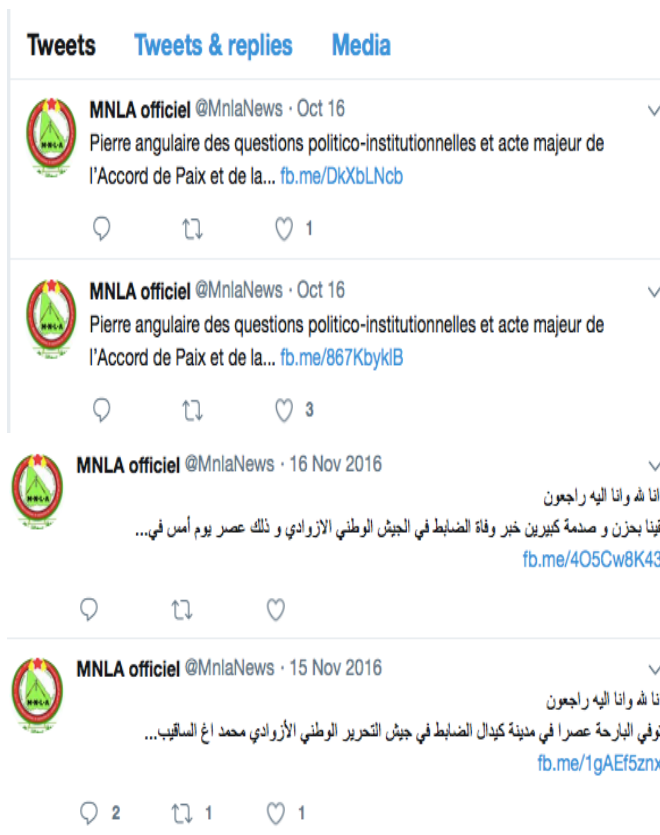 Tweets Tweets & replies Media
MNLA officiel @MnlaNews · Oct 16
Pierre angulaire des questions politico-institutionnelles et acte majeur de
l'Accord de Paix et de la... fb.me/DkXbLNcb
1
MNLA officiel @MnlaNews · Oct 16
Pierre angulaire des questions politico-institutionnelles et acte majeur de
l'Accord de Paix et de la... fb.me/867KbyklB
3
MNLA officiel @MnlaNews · 16 Nov 2016
انا لله وانا اليه راجعون
بحزن و صدمة كبيرين خبر وفاة الضابط في الجيش الوطني الازوادي و ذلك عصر يوم أمس في...
fb.me/4O5Cw8K43
MNLA officiel @MnlaNews · 15 Nov 2016
لله وانا اليه راجعون
البارحة عصرا في مدينة كيدال الضابط في جيش التحرير الوطني الأزوادي محمد اغ الساقيب...
fb.me/1gAEf5znx
2 1 1